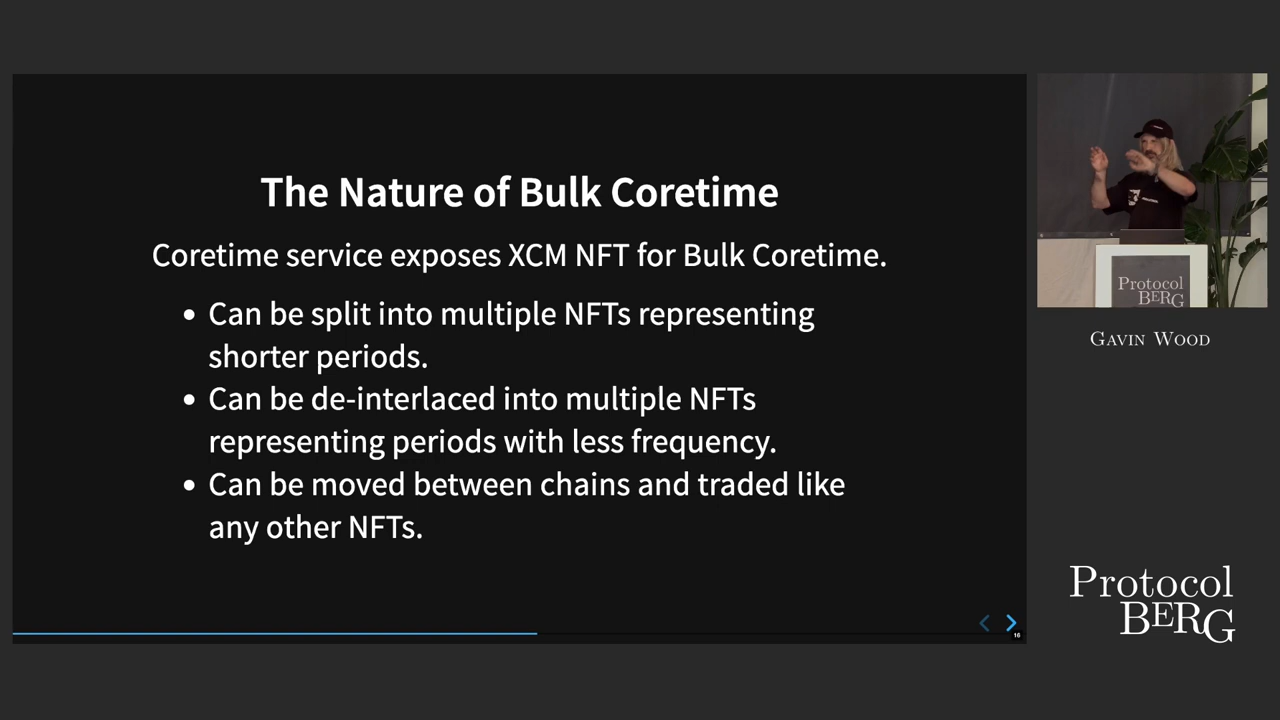 The Nature of Bulk Coretime
Coretime service exposes XCM NFT for Bulk Coretime.
• Can be split into multiple NFTs representing
shorter periods.
• Can be de-interlaced into multiple NFTs
representing periods with less frequency.
• Can be moved between chains and traded like
any other NFTs.
16
Protocol
BERG
GAVIN WOOD
Protocol
BERG